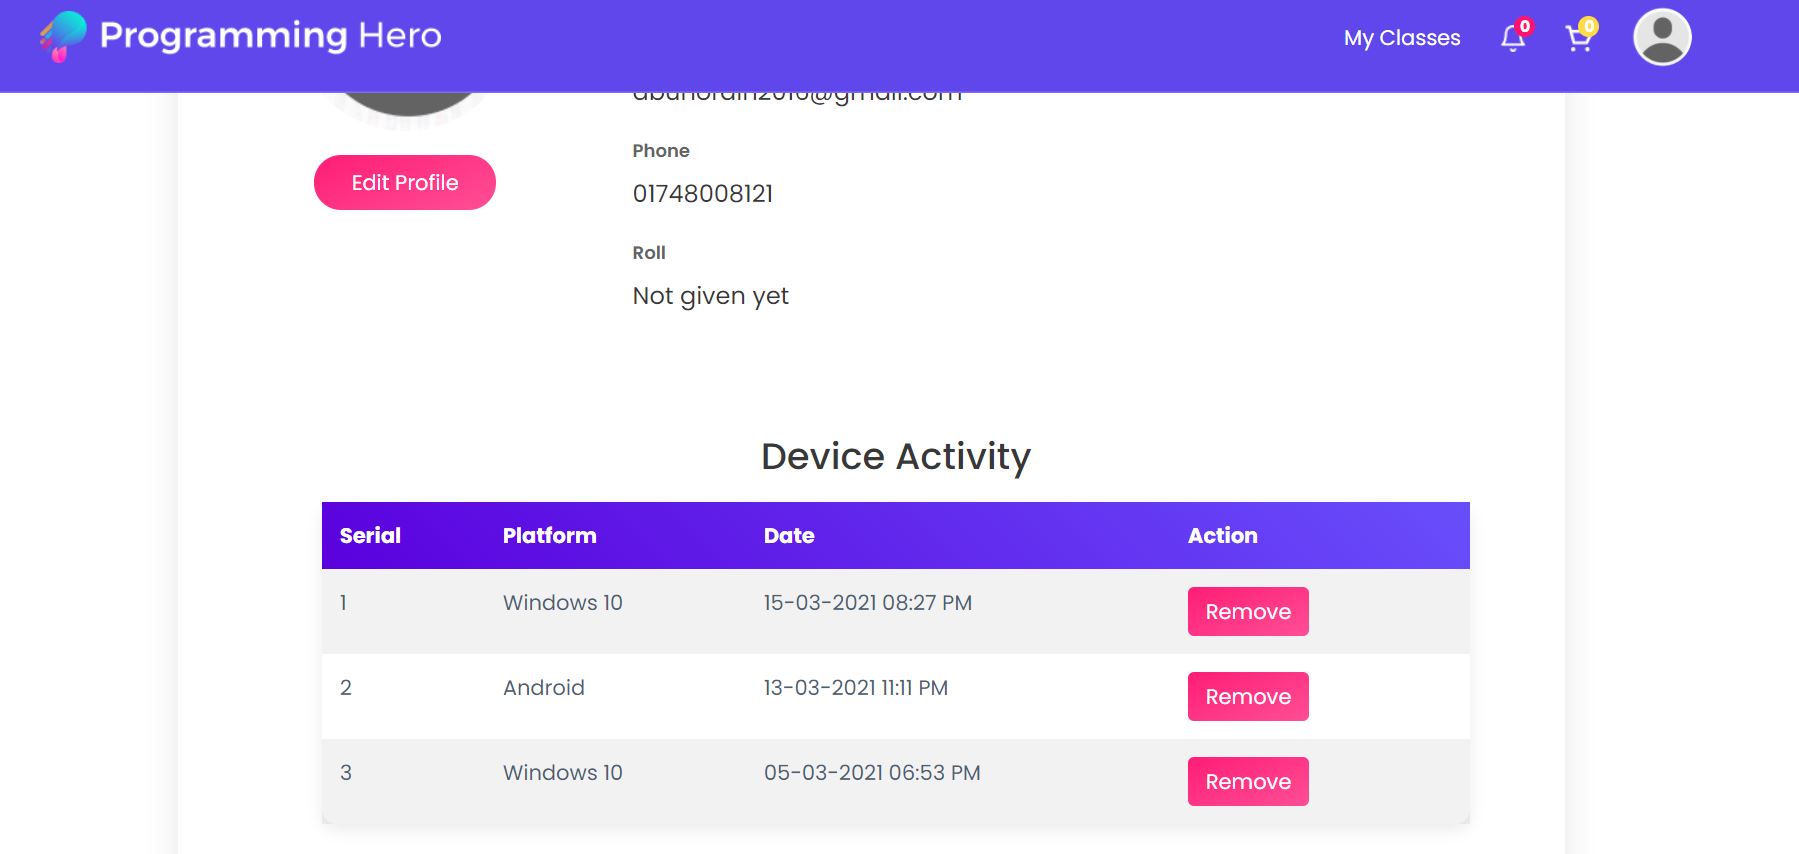 Programming Hero
My Classes
0
0
Edit Profile
Phone
01748008121
Roll
Not given yet
Device Activity
Serial Platform Date Action
1 Windows 10 15-03-2021 08:27 PM Remove
2 Android 13-03-2021 11:11 PM Remove
3 Windows 10 05-03-2021 06:53 PM Remove